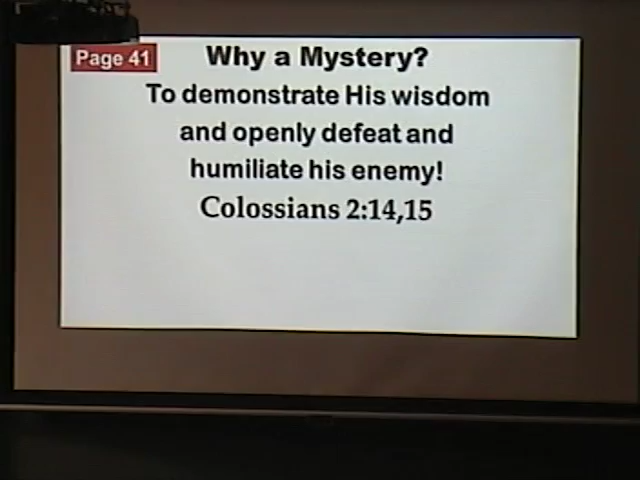 Page 41
Why a Mystery?
To demonstrate His wisdom
and openly defeat and
humiliate his enemy!
Colossians 2:14,15